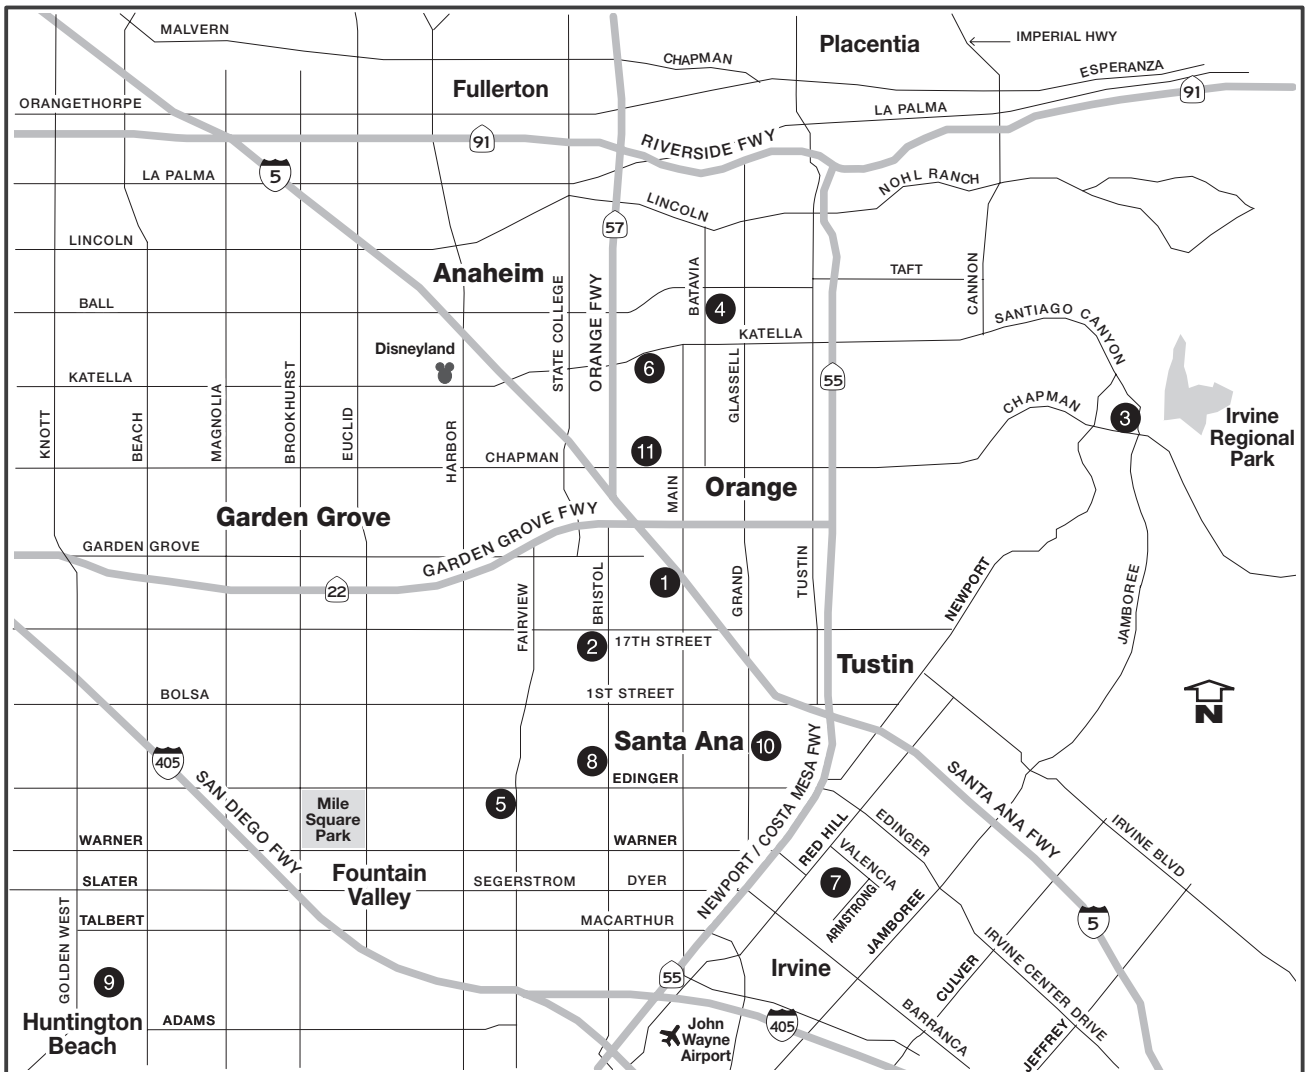 MALVERN
Placentia
IMPERIAL HWY
CHAPMAN
ESPERANZA
Fullerton
91
ORANGETHORPE
LA PALMA
91
RIVERSIDE FWY
5
LA PALMA
NOHL RANCH
LINCOLN
57
LINCOLN
Anaheim
TAFT
BATAVIA
CANNON
STATE COLLEGE
ORANGE FWY
BALL
4
SANTIAGO CANYON
KATELLA
Disneyland
6
GLASSELL
55
KATELLA
KNOTT
BEACH
MAGNOLIA
BROOKHURST
EUCLID
HARBOR
CHAPMAN
3
Irvine
Regional
Park
11
CHAPMAN
MAIN
Orange
Garden Grove
GARDEN GROVE FWY
GARDEN GROVE
22
FAIRVIEW
BRISTOL
1
GRAND
TUSTIN
NEWPORT
JAMBOREE
2
17TH STREET
Tustin
BOLSA
1ST STREET
N
Santa Ana
10
405
8
EDINGER
SAN DIEGO FWY
5
Mile
Square
Park
NEWPORT / COSTA MESA FWY
SANTA ANA FWY
IRVINE BLVD
WARNER
WARNER
RED HILL
EDINGER
VALENCIA
7
ARMSTRONG
JAMBOREE
SLATER
Fountain
Valley
SEGERSTROM
DYER
TALBERT
MACARTHUR
5
GOLDEN WEST
9
55
Irvine
CULVER
IRVINE CENTER DRIVE
Huntington
Beach
ADAMS
John
Wayne
Airport
405
BARRANCA
JEFFREY